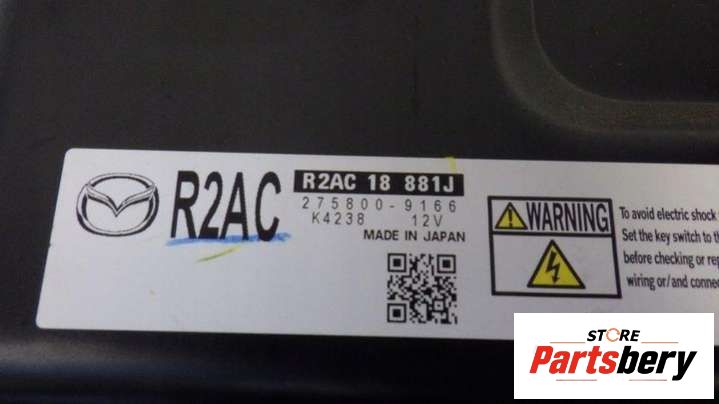 R2AC
R2AC 18 881J
275800-9166
K4238 12V
MADE IN JAPAN
WARNING
To avoid electric shock
Set the key switch to th
before checking or rep
wiring or/and connec
STORE
Partsbery